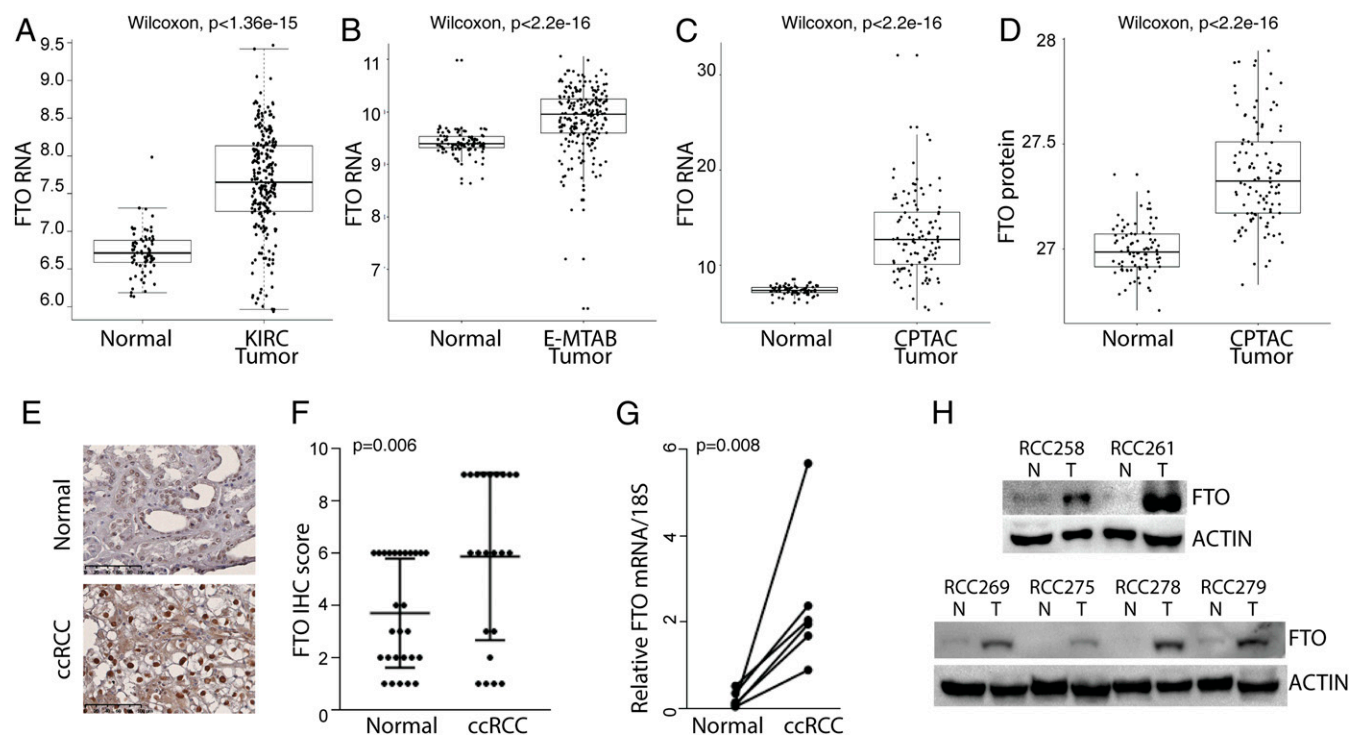 A
Wilcoxon, p<1.36e-15
FTO RNA
9.5
9.0
8.5
8.0
7.5
7.0
6.5
6.0
Normal
KIRC
Tumor
B
Wilcoxon, p<2.2e-16
FTO RNA
11
10
9
8
7
Normal
E-MTAB
Tumor
C
Wilcoxon, p<2.2e-16
FTO RNA
30
20
10
Normal
CPTAC
Tumor
D
Wilcoxon, p<2.2e-16
FTO protein
28
27.5
27
Normal
CPTAC
Tumor
E
Normal
ccRCC
F
p=0.006
FTO IHC score
10
8
6
4
2
0
Normal
ccRCC
G
p=0.008
Relative FTO mRNA/18S
6
4
2
0
Normal
ccRCC
H
RCC258 RCC261
N T N T
FTO
ACTIN
RCC269 RCC275 RCC278 RCC279
N T N T N T N T
FTO
ACTIN